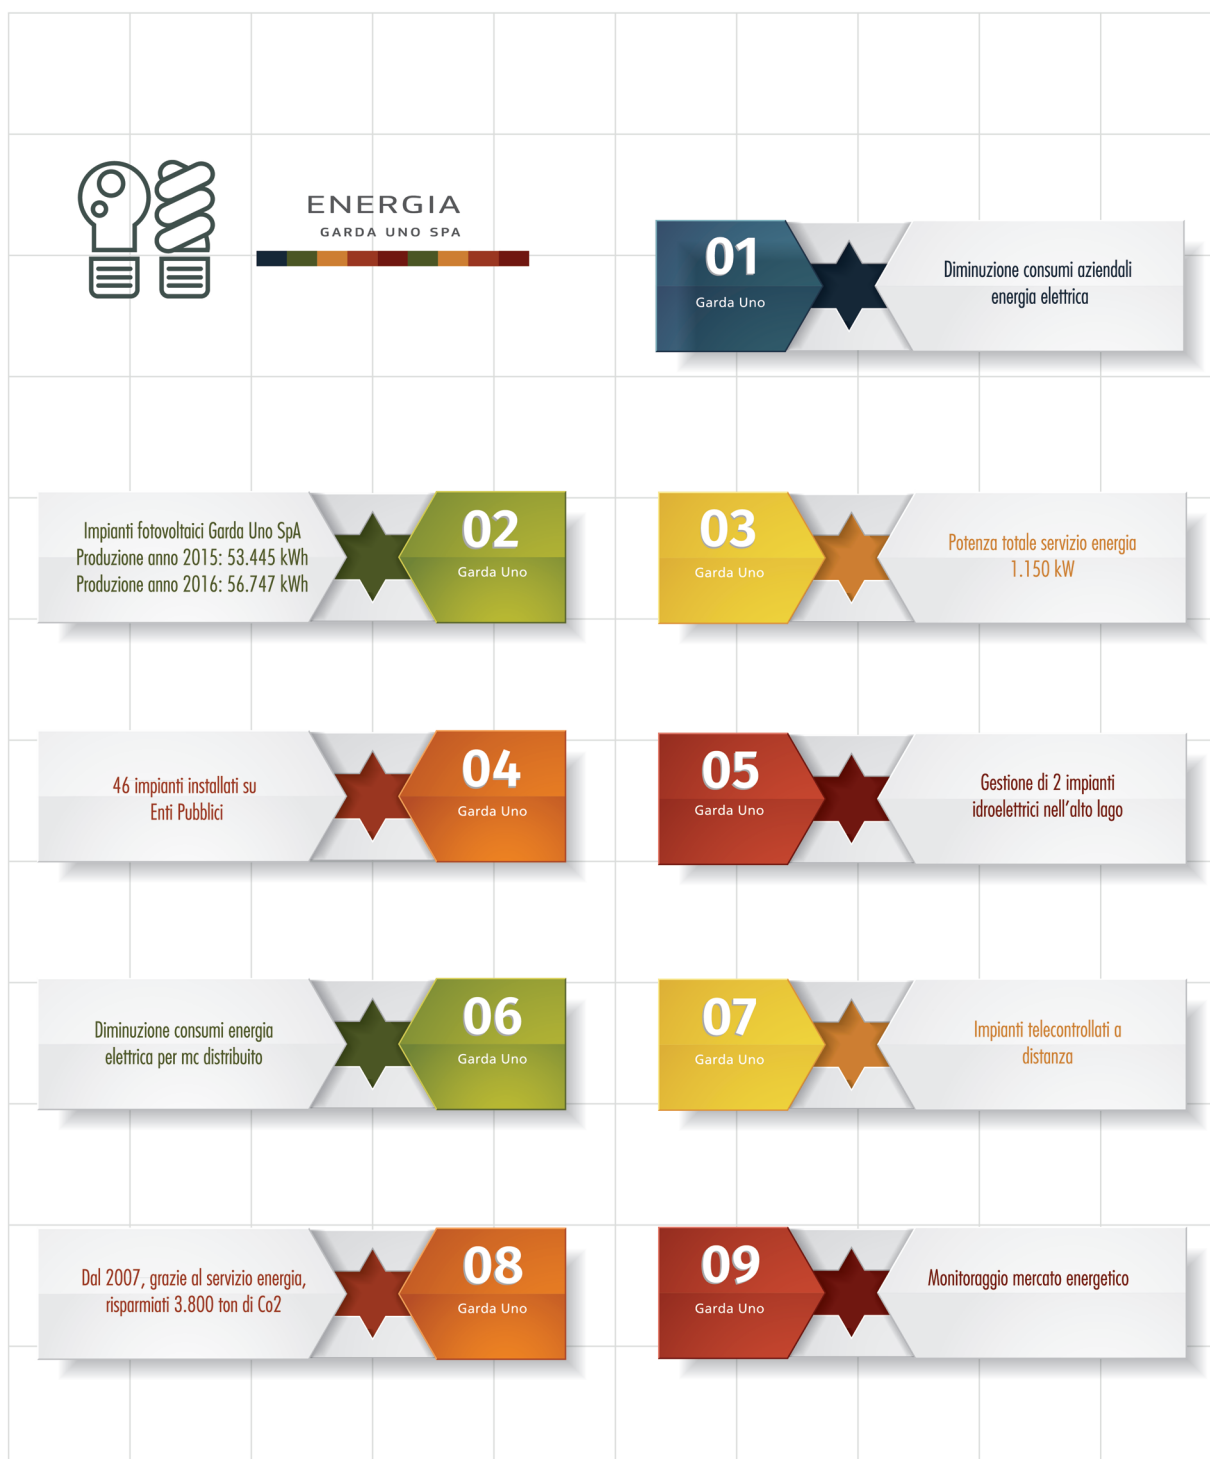 ENERGIA
GARDA UNO SPA
01
Garda Uno
Diminuzione consumi aziendali
energia elettrica
Impianti fotovoltaici Garda Uno SpA
Produzione anno 2015: 53.445 kWh
Produzione anno 2016: 56.747 kWh
02
Garda Uno
03
Garda Uno
Potenza totale servizio energia
1.150 kW
46 impianti installati su
Enti Pubblici
04
Garda Uno
05
Garda Uno
Gestione di 2 impianti
idroelettrici nell'alto lago
Diminuzione consumi energia
elettrica per mc distribuito
06
Garda Uno
07
Garda Uno
Impianti telecontrollati a
distanza
Dal 2007, grazie al servizio energia,
risparmiati 3.800 ton di Co2
08
Garda Uno
09
Garda Uno
Monitoraggio mercato energetico